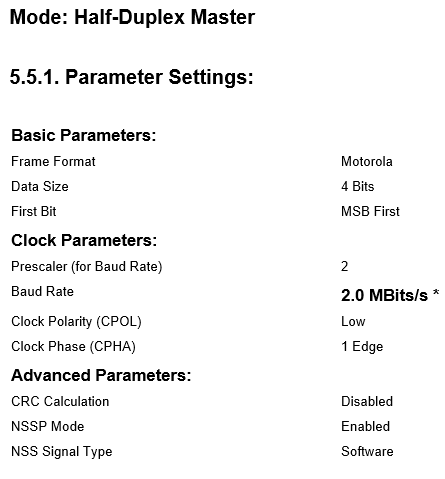 Mode: Half-Duplex Master
5.5.1. Parameter Settings:
Basic Parameters:
Frame Format Motorola
Data Size 4 Bits
First Bit MSB First
Clock Parameters:
Prescaler (for Baud Rate) 2
Baud Rate 2.0 MBits/s *
Clock Polarity (CPOL) Low
Clock Phase (CPHA) 1 Edge
Advanced Parameters:
CRC Calculation Disabled
NSSP Mode Enabled
NSS Signal Type Software